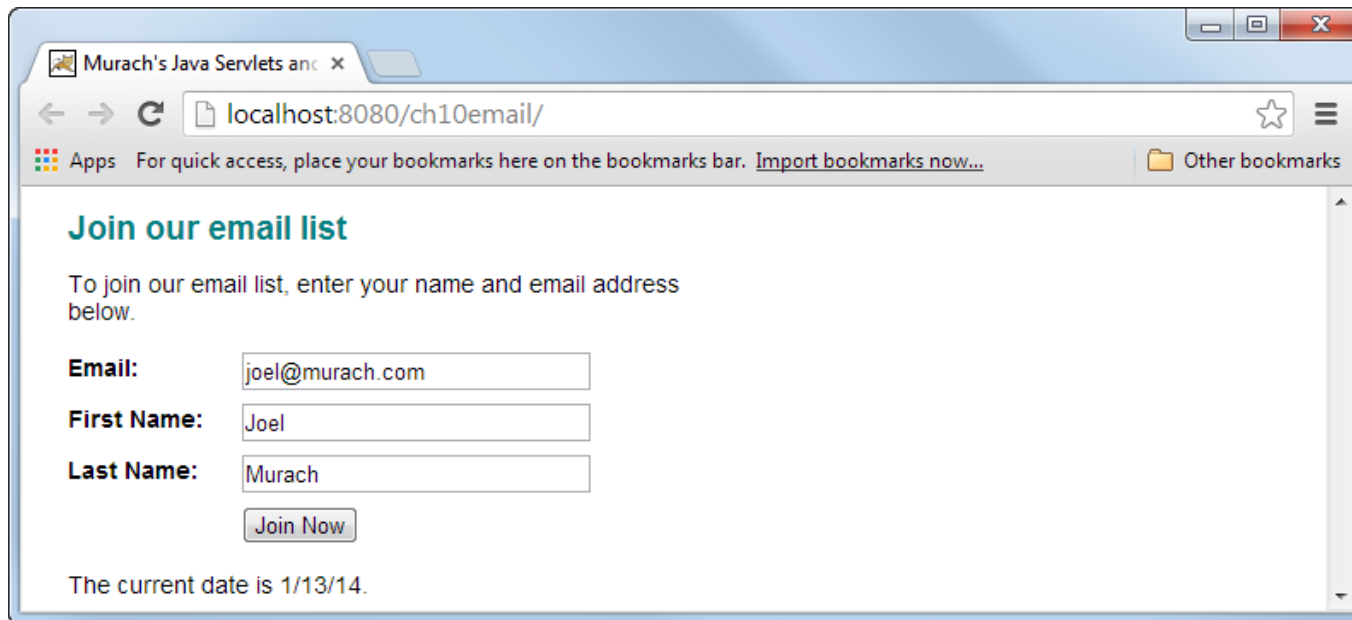 Murach's Java Servlets and
localhost:8080/ch10email/
Apps For quick access, place your bookmarks here on the bookmarks bar. Import bookmarks now... Other bookmarks
Join our email list
To join our email list, enter your name and email address
below.
Email: joel@murach.com
First Name: Joel
Last Name: Murach
Join Now
The current date is 1/13/14.